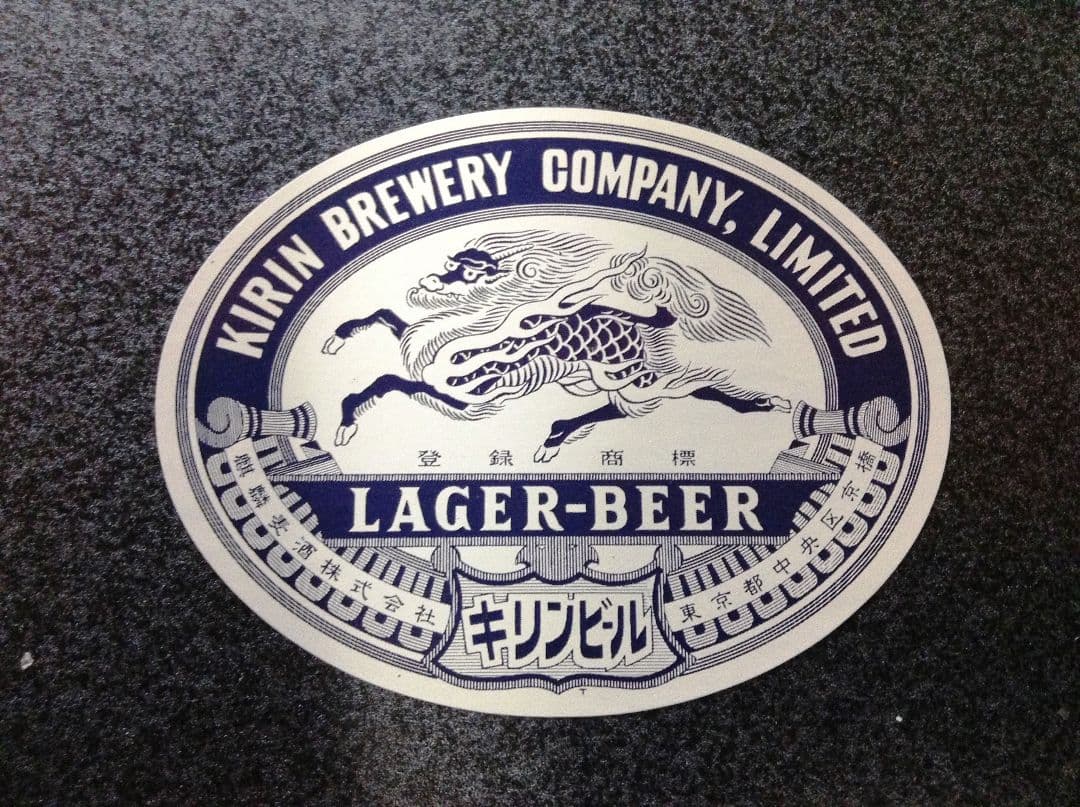 KIRIN BREWERY COMPANY, LIMITED
登録商標
LAGER-BEER
麒麟麦酒株式会社
東京都中央区京橋
キリンビール
T